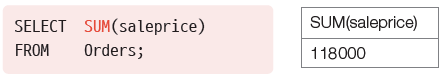 SELECT SUM(saleprice)
FROM Orders;
SUM(saleprice)
118000